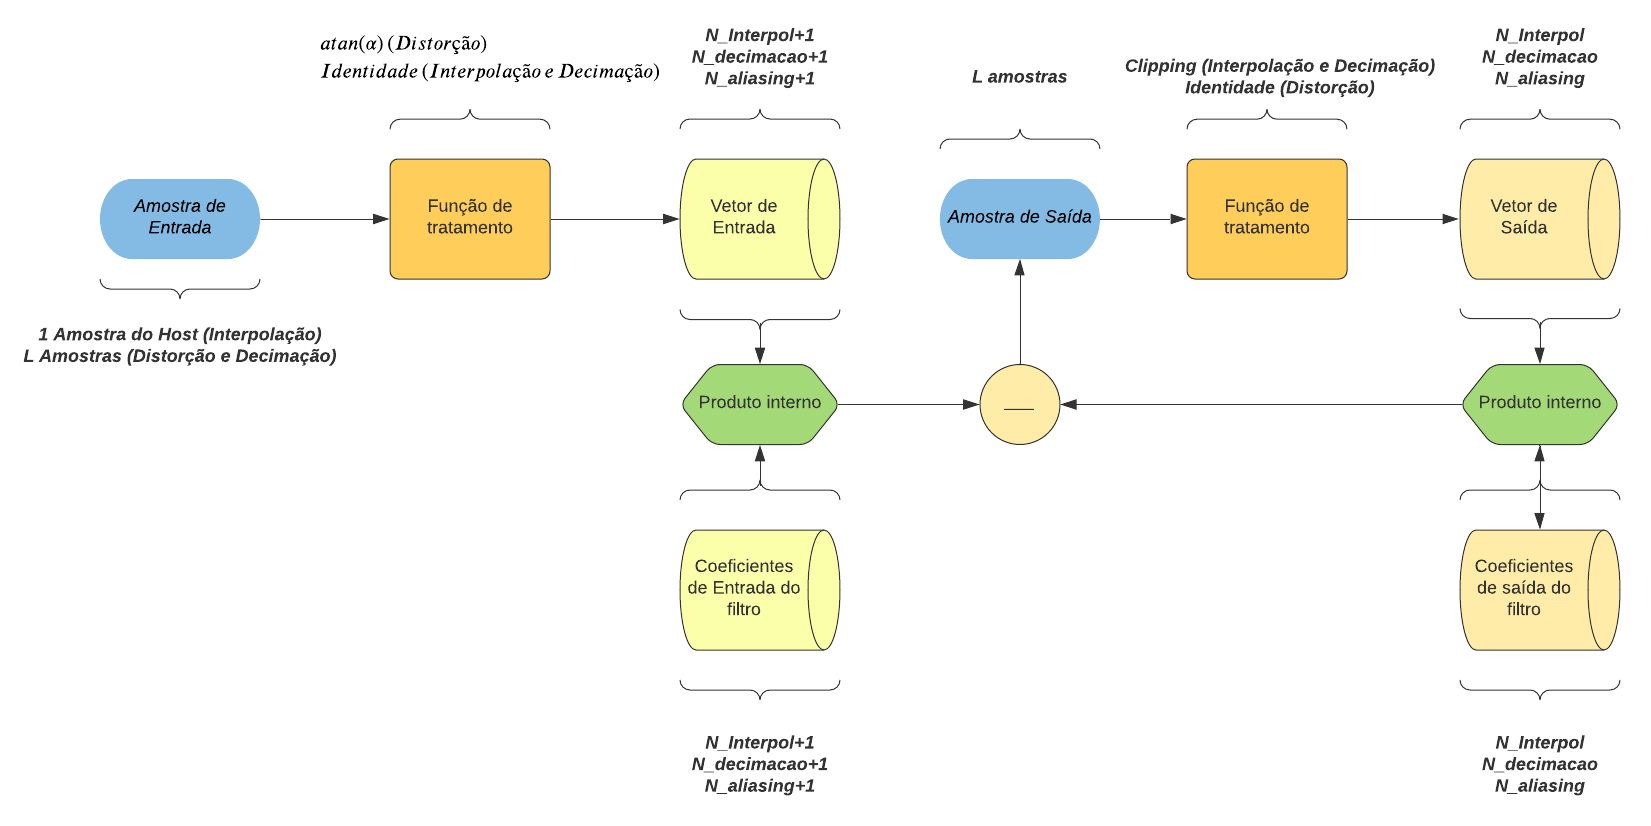 atan(α) (Distorção)
Identidade (Interpolação e Decimação)
N_Interpol+1
N_decimacao+1
N_aliasing+1
L amostras
Clipping (Interpolação e Decimação)
Identidade (Distorção)
N_Interpol
N_decimacao
N_aliasing
Amostra de
Entrada
Função de
tratamento
Vetor de
Entrada
Amostra de Saída
Função de
tratamento
Vetor de
Saída
1 Amostra do Host (Interpolação)
L Amostras (Distorção e Decimação)
Produto interno
Produto interno
Coeficientes
de Entrada do
filtro
Coeficientes
de saída do
filtro
N_Interpol+1
N_decimacao+1
N_aliasing+1
N_Interpol
N_decimacao
N_aliasing